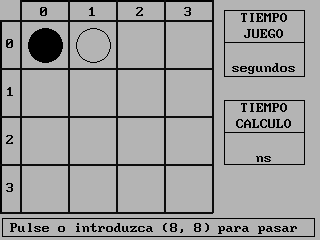 0 1 2 3
0
1
2
3
TIEMPO
JUEGO
segundos
TIEMPO
CALCULO
ns
Pulse o introduzca (8, 8) para pasar